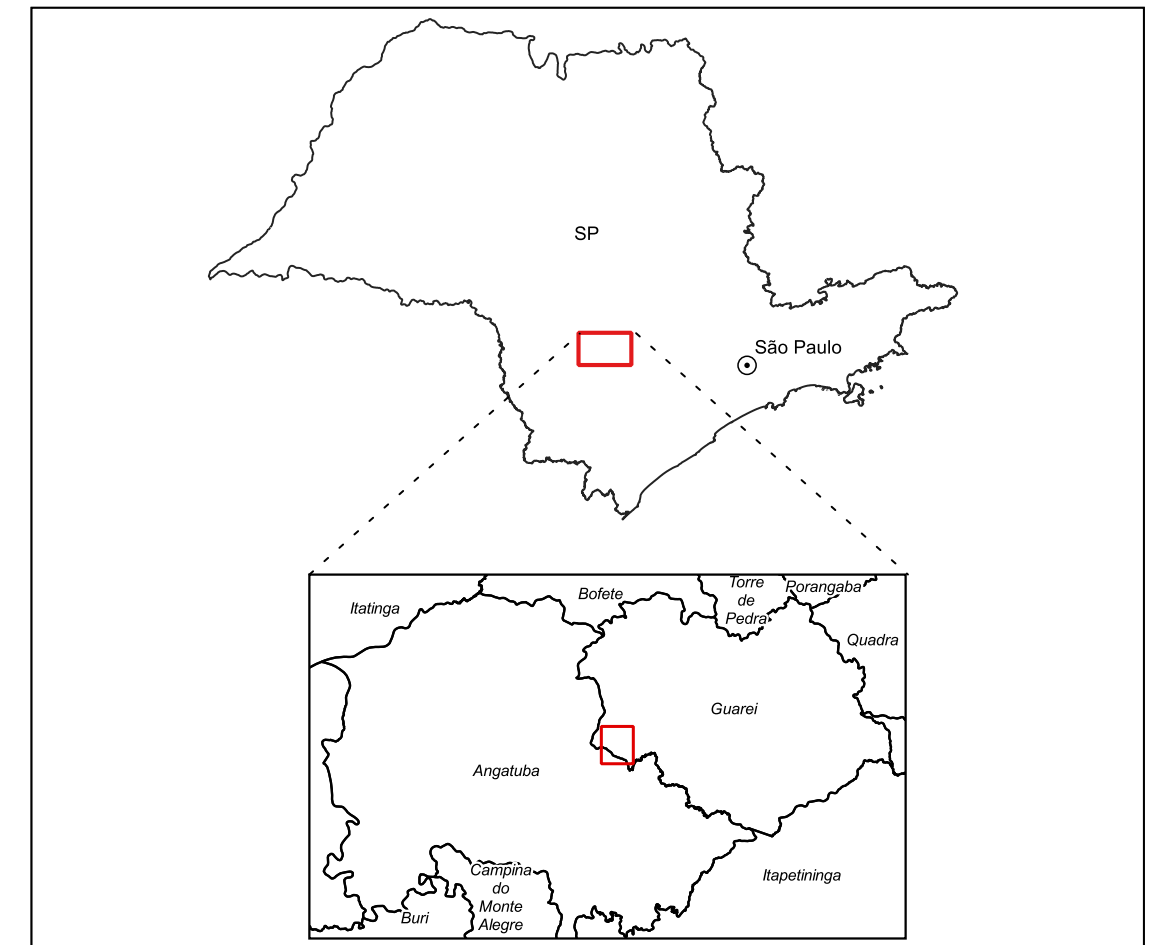 SP
São Paulo
Itatinga
Bofete
Torre
de
Pedra
Porangaba
Quadra
Guarei
Angatuba
Itapetininga
Campina
do
Monte
Alegre
Buri